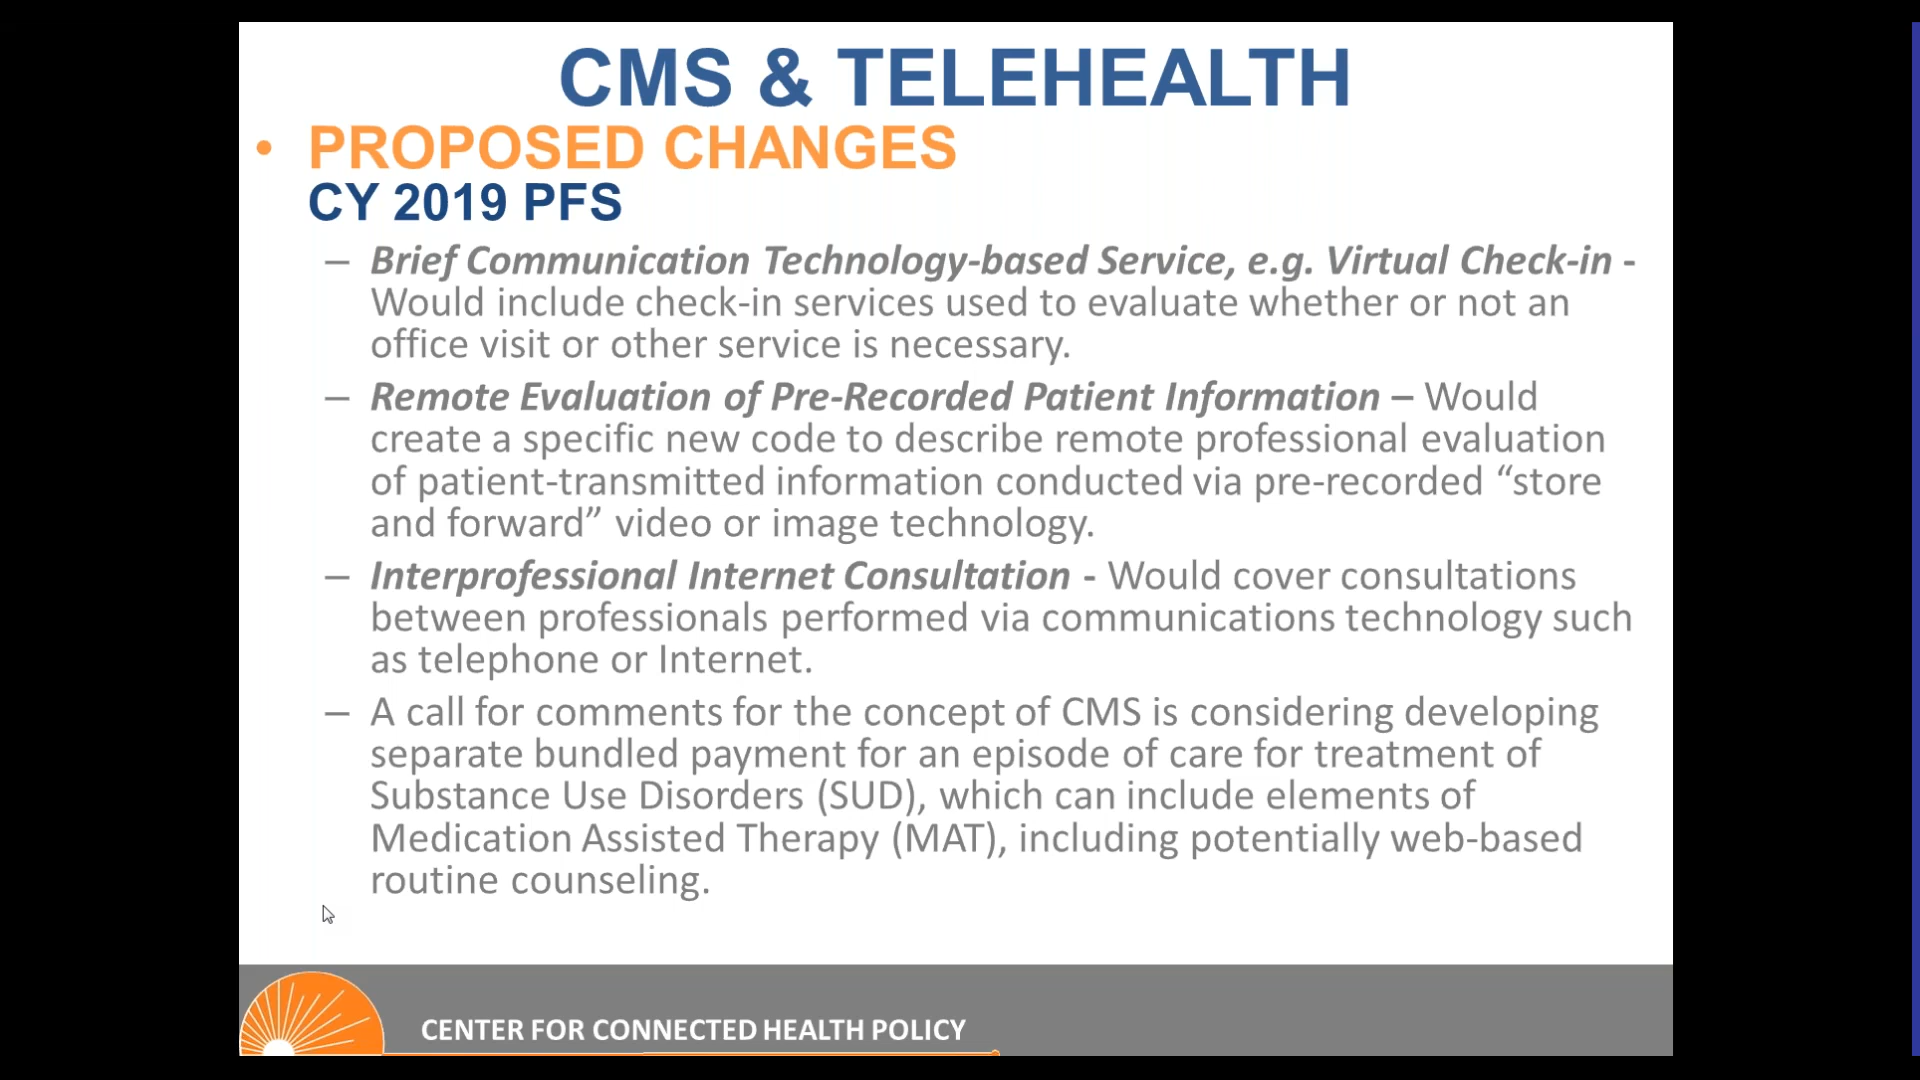 CMS & TELEHEALTH
• PROPOSED CHANGES
CY 2019 PFS
– Brief Communication Technology-based Service, e.g. Virtual Check-in -
Would include check-in services used to evaluate whether or not an
office visit or other service is necessary.
– Remote Evaluation of Pre-Recorded Patient Information – Would
create a specific new code to describe remote professional evaluation
of patient-transmitted information conducted via pre-recorded “store
and forward” video or image technology.
– Interprofessional Internet Consultation - Would cover consultations
between professionals performed via communications technology such
as telephone or Internet.
– A call for comments for the concept of CMS is considering developing
separate bundled payment for an episode of care for treatment of
Substance Use Disorders (SUD), which can include elements of
Medication Assisted Therapy (MAT), including potentially web-based
routine counseling.
CENTER FOR CONNECTED HEALTH POLICY